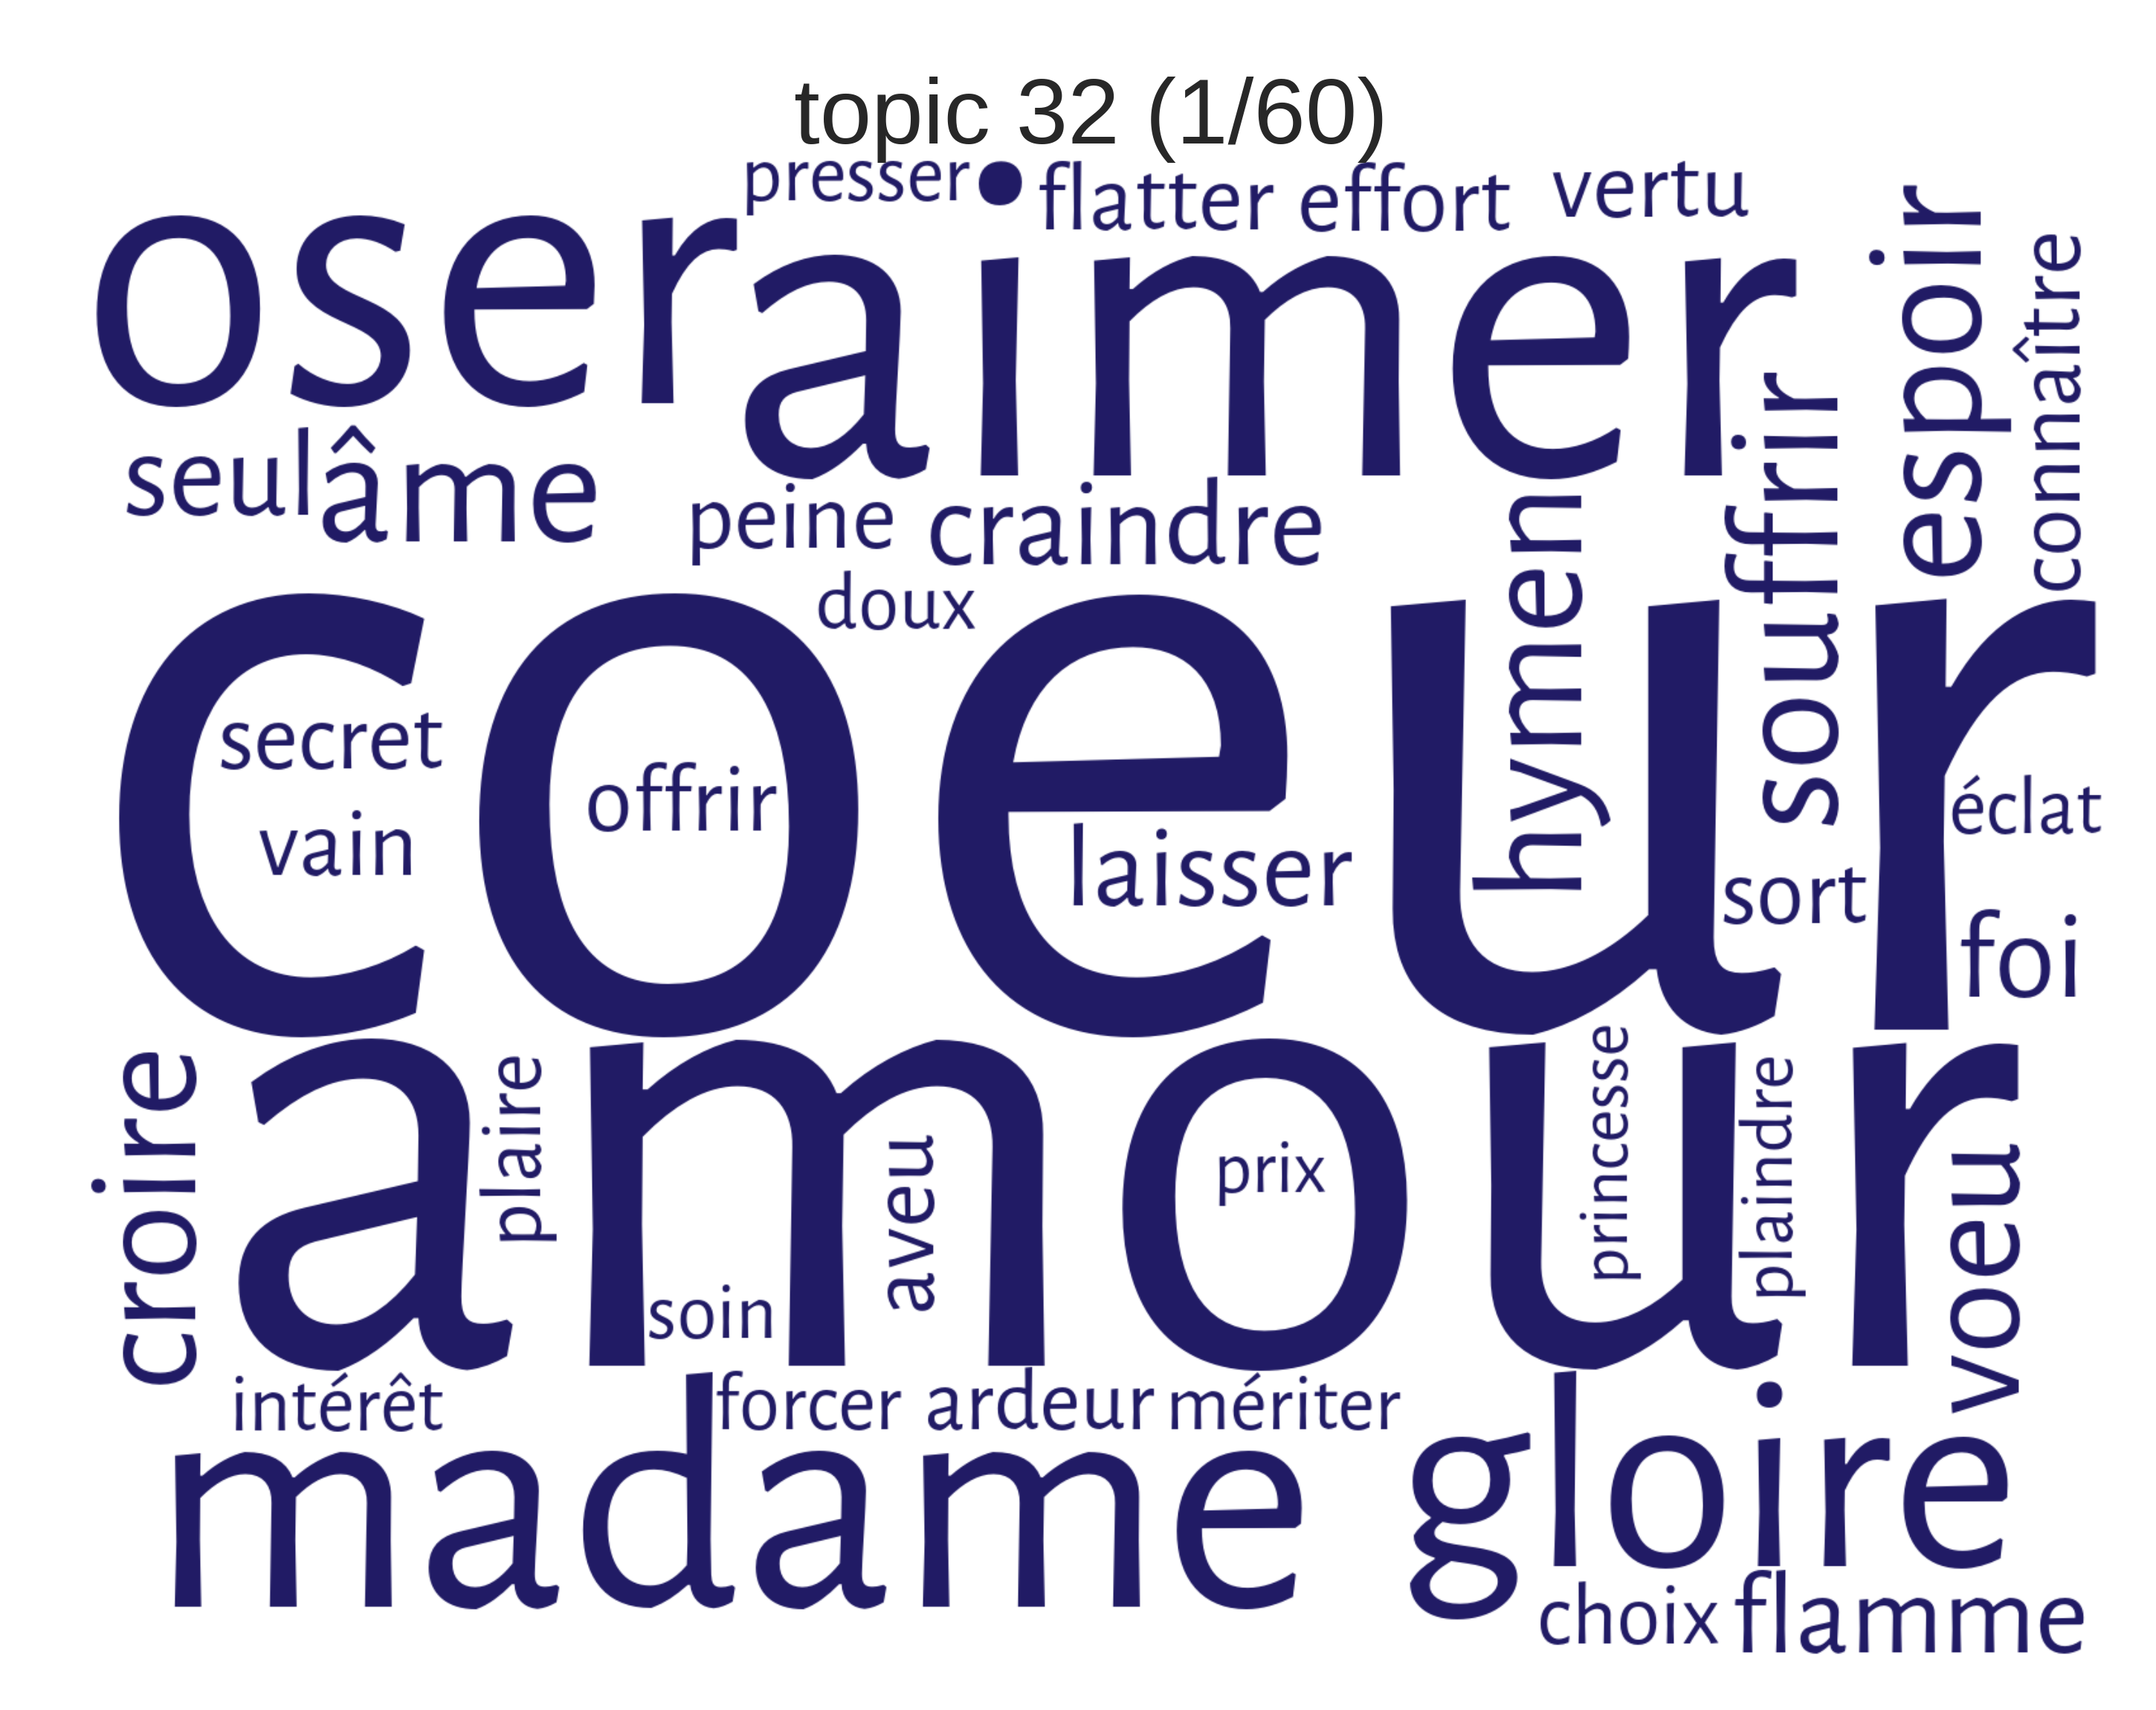 topic 32 (1/60)
presser flatter effort vertu
oser aimer espoir connaître
seul âme peine craindre hymen souffrir
doux
coeur
secret offrir éclat
vain laisser sort
foi
amour
croire plaire aveu prix princesse plaindre voeu
soin
intérêt forcer ardeur mériter
madame gloire
choix flamme